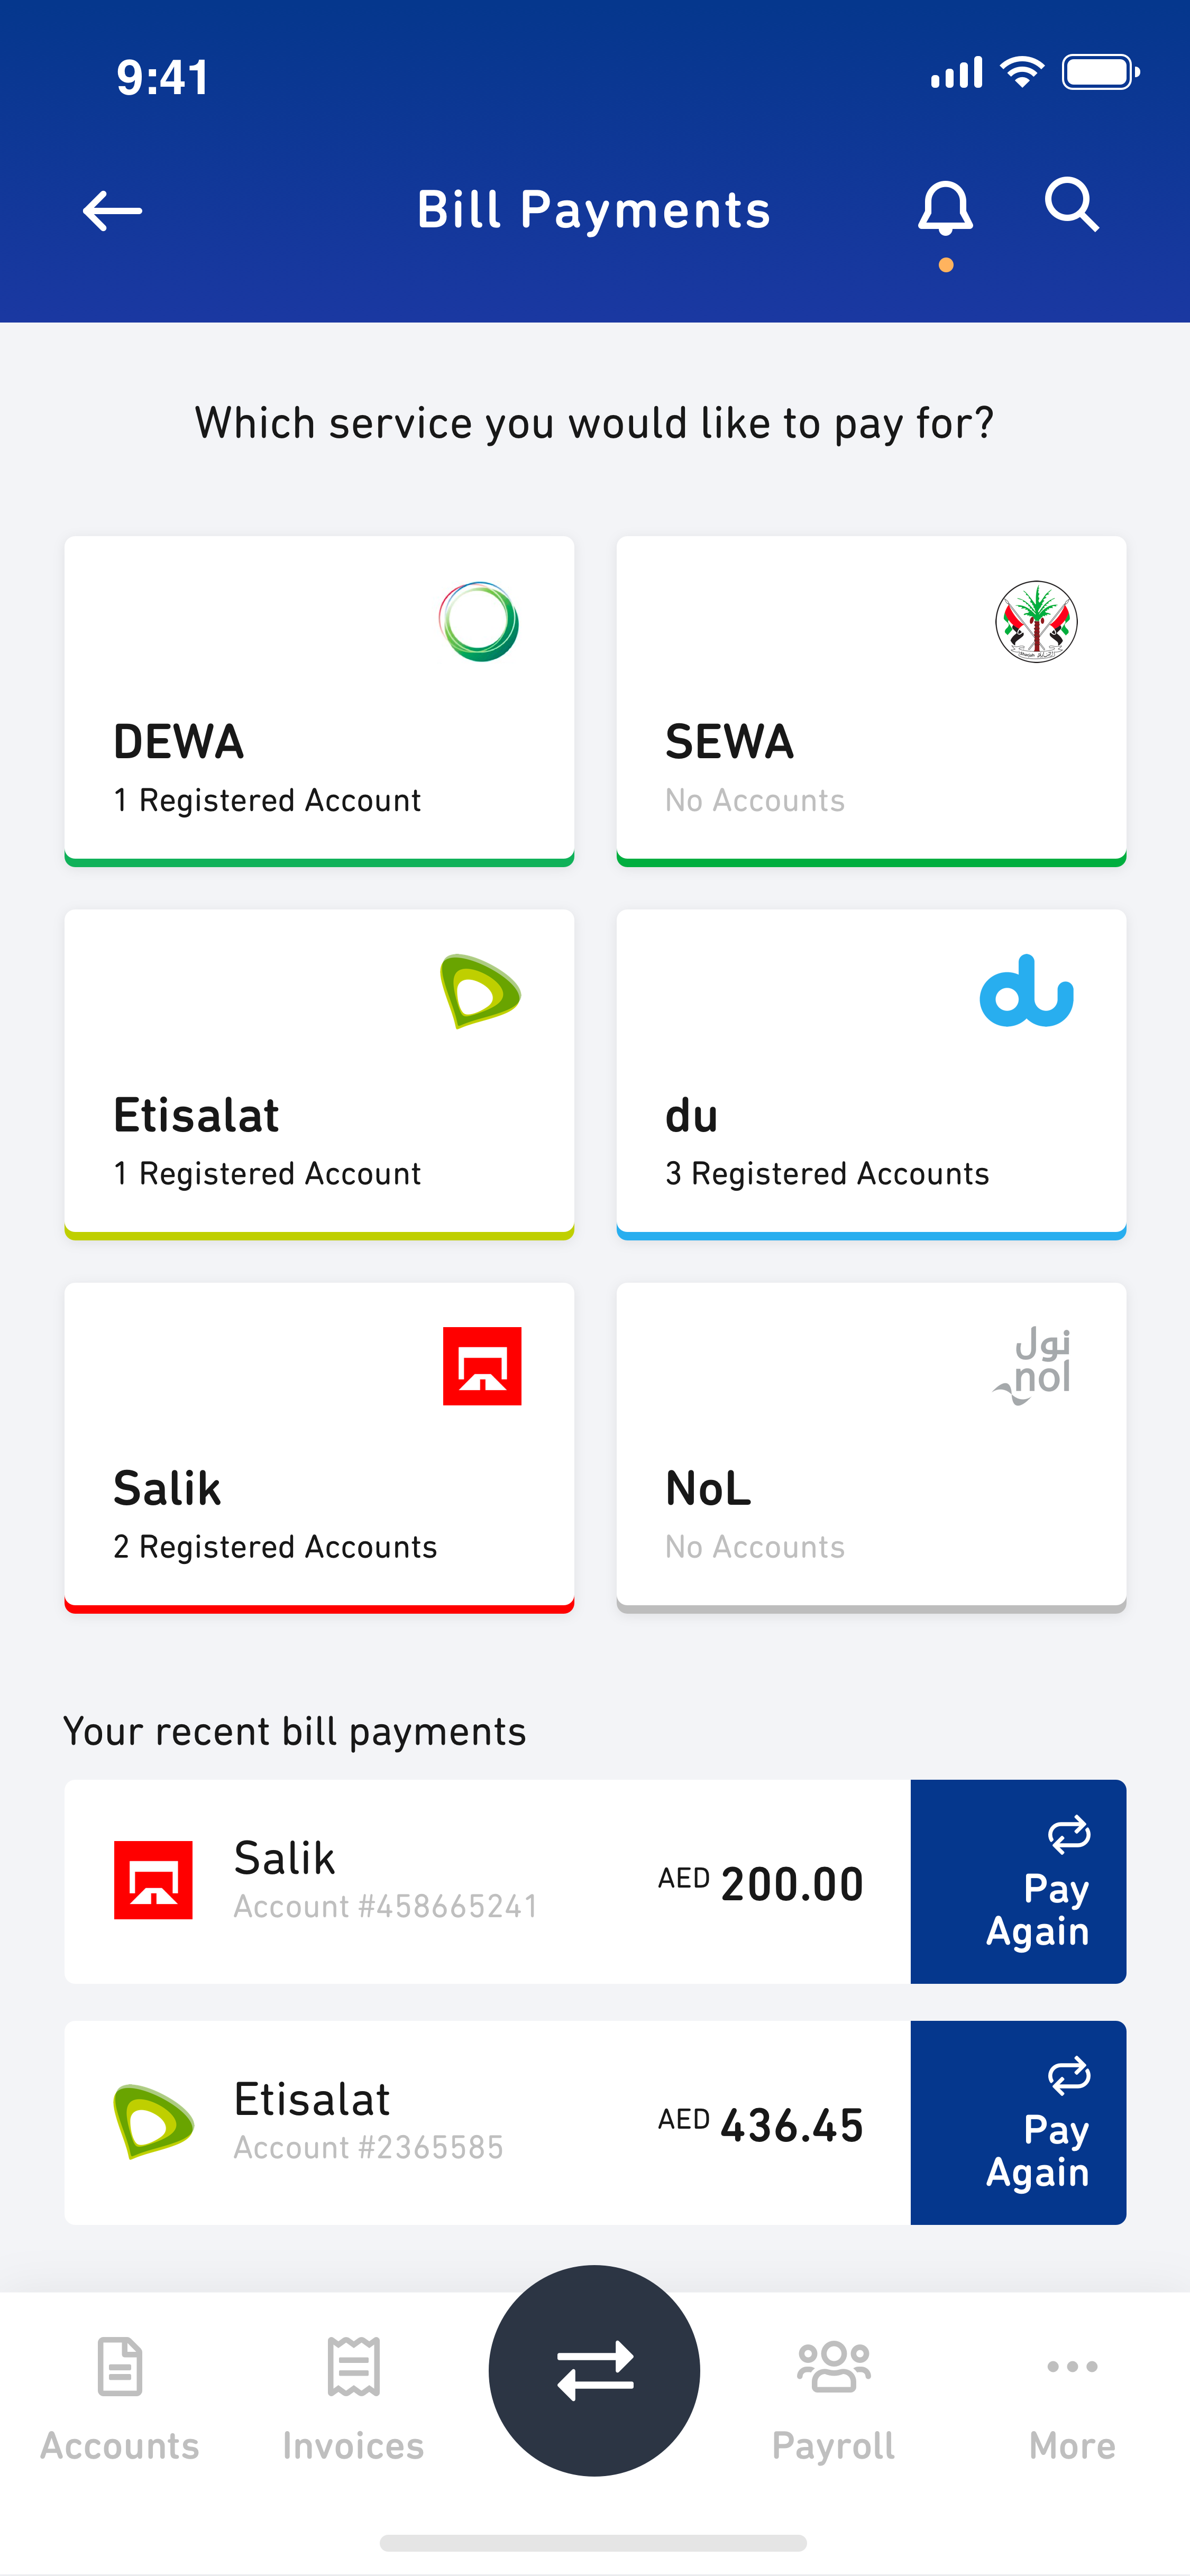 9:41
Bill Payments
Which service you would like to pay for?
DEWA
1 Registered Account
SEWA
No Accounts
Etisalat
1 Registered Account
du
du
3 Registered Accounts
Salik
2 Registered Accounts
نول
nol
NoL
No Accounts
Your recent bill payments
Salik
Account #458665241
AED 200.00
Pay
Again
Etisalat
Account #2365585
AED 436.45
Pay
Again
Accounts
Invoices
Payroll
More